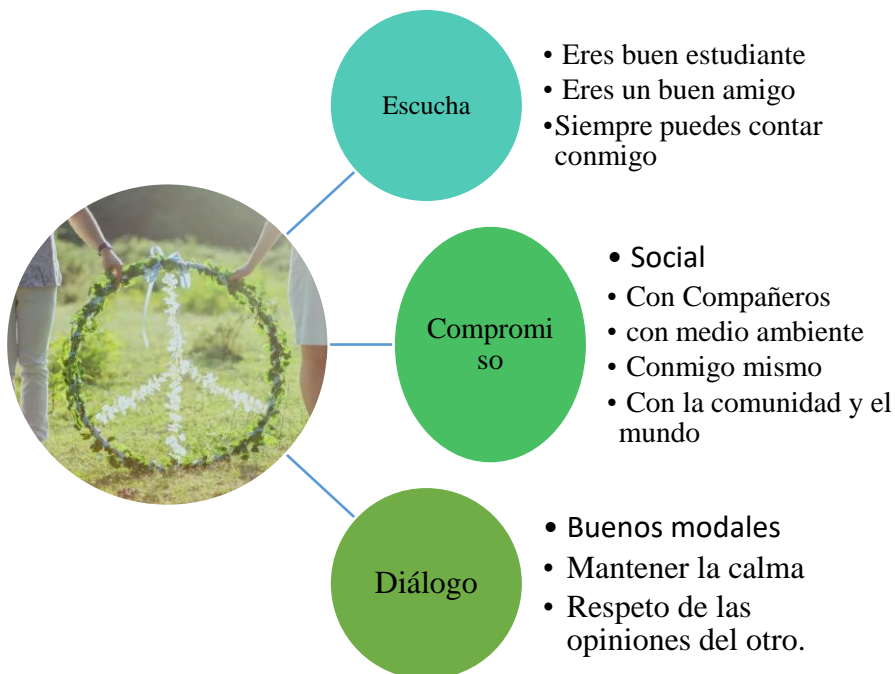 Escucha
• Eres buen estudiante
• Eres un buen amigo
•Siempre puedes contar
conmigo
Compromi
so
• Social
• Con Compañeros
• con medio ambiente
• Conmigo mismo
• Con la comunidad y el
mundo
Diálogo
• Buenos modales
• Mantener la calma
• Respeto de las
opiniones del otro.